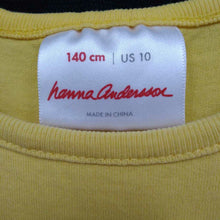 140 cm | US 10
hanna Andersson
MADE IN CHINA